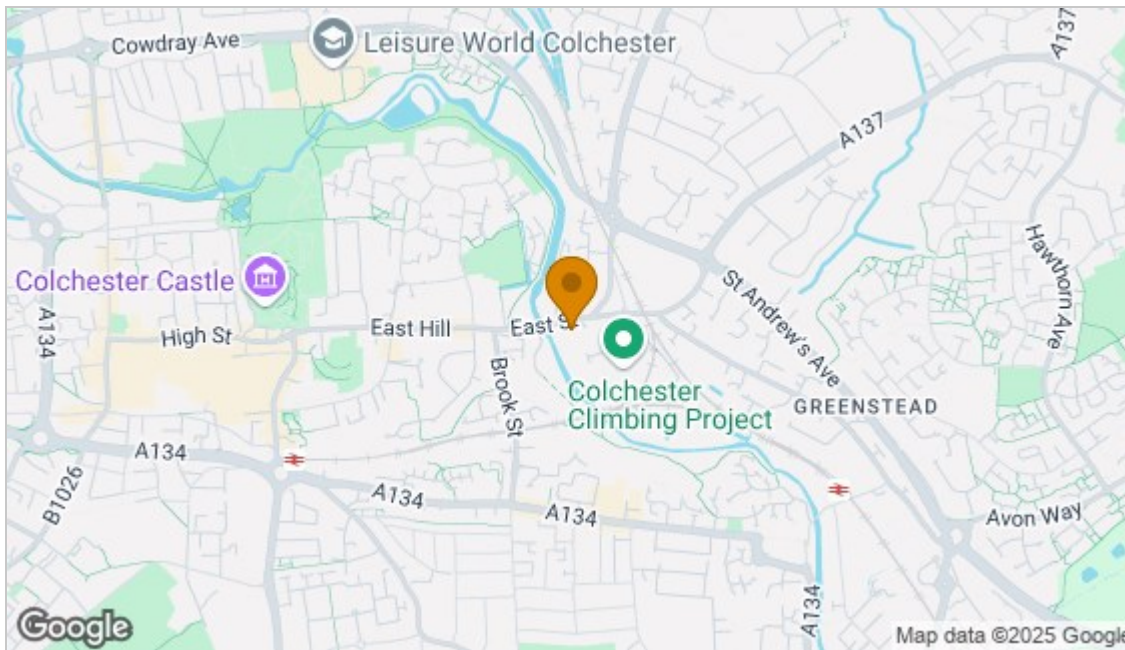 Cowdray Ave
Leisure World Colchester
A137
A137
Hawthorn Ave
Colchester Castle
A134
High St
East Hill
East St
St Andrew's Ave
Brook St
Colchester
Climbing Project
GREENSTEAD
A134
B1026
A134
A134
Avon Way
A134
Google
Map data ©2025 Google